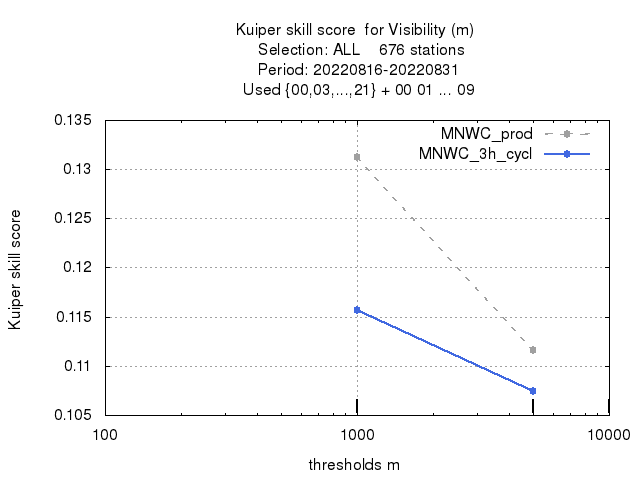 Kuiper skill score  for Visibility (m)
Selection: ALL    676 stations
Period: 20220816-20220831
Used {00,03,...,21} + 00 01 ... 09
MNWC_prod
MNWC_3h_cycl
0.135
0.13
0.125
0.12
0.115
0.11
0.105
Kuiper skill score
100
1000
10000
thresholds m